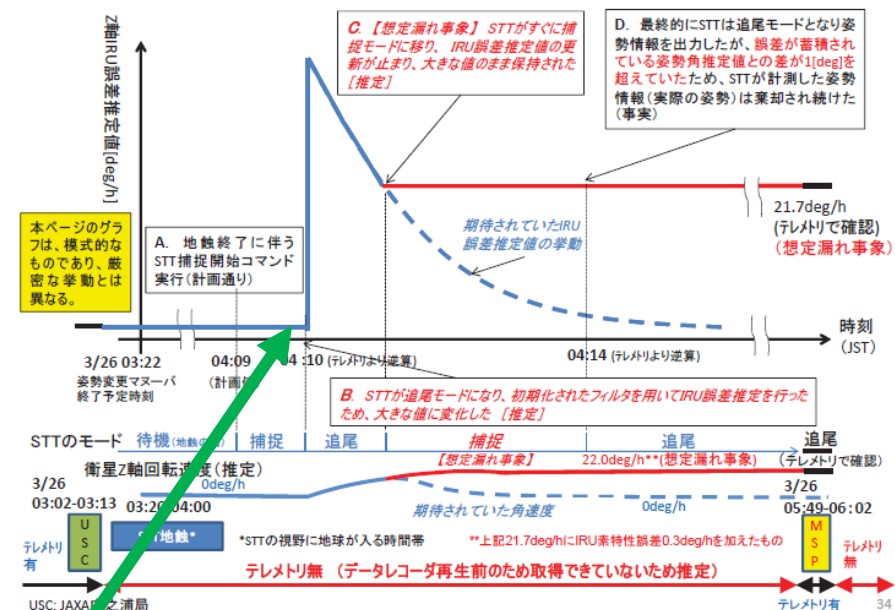 Z軸IRU誤差推定値[deg/h]
C.【想定漏れ事象】STTがすぐに捕
捉モードに移り、IRU誤差推定値の更
新が止まり、大きな値のまま保持された
[推定]
D. 最終的にSTTは追尾モードとなり姿
勢情報を出力したが、誤差が蓄積され
ている姿勢角推定値との差が1[deg]を
超えていたため、STTが計測した姿勢
情報(実際の姿勢)は棄却され続けた
(事実)
本ページのグラ
フは、模式的な
ものであり、厳
密な挙動とは
異なる。
A. 地蝕終了に伴う
STT捕捉開始コマンド
実行(計画通り)
期待されていたIRU
誤差推定値の挙動
21.7deg/h
(テレメトリで確認)
(想定漏れ事象)
時刻
(JST)
3/26 03:22
姿勢変更マヌーバ
終了予定時刻
04:09
(計画
:10 (テレメトリより逆算)
04:14 (テレメトリより逆算)
B. STTが追尾モードになり、初期化されたフィルタを用いてIRU誤差推定を行った
ため、大きな値に変化した [推定]
STTのモード 待機(地蝕の 捕捉 追尾 捕捉 追尾 追尾
【想定漏れ事象】 22.0deg/h**(想定漏れ事象) (テレメトリで確認)
衛星Z軸回転速度(推定)
3/26
03:02-03:13
0deg/h
03:20 04:00
期待されていた角速度
0deg/h
3/26
05:49-06:02
テレメトリ
有
USC
地蝕*
*STTの視野に地球が入る時間帯
**上記21.7deg/hにIRU素特性誤差0.3deg/hを加えたもの
MSP
テレメトリ
無
テレメトリ無 (データレコーダ再生前のため取得できていないため推定)
USC: JAXA 之浦局
テレメトリ有
34